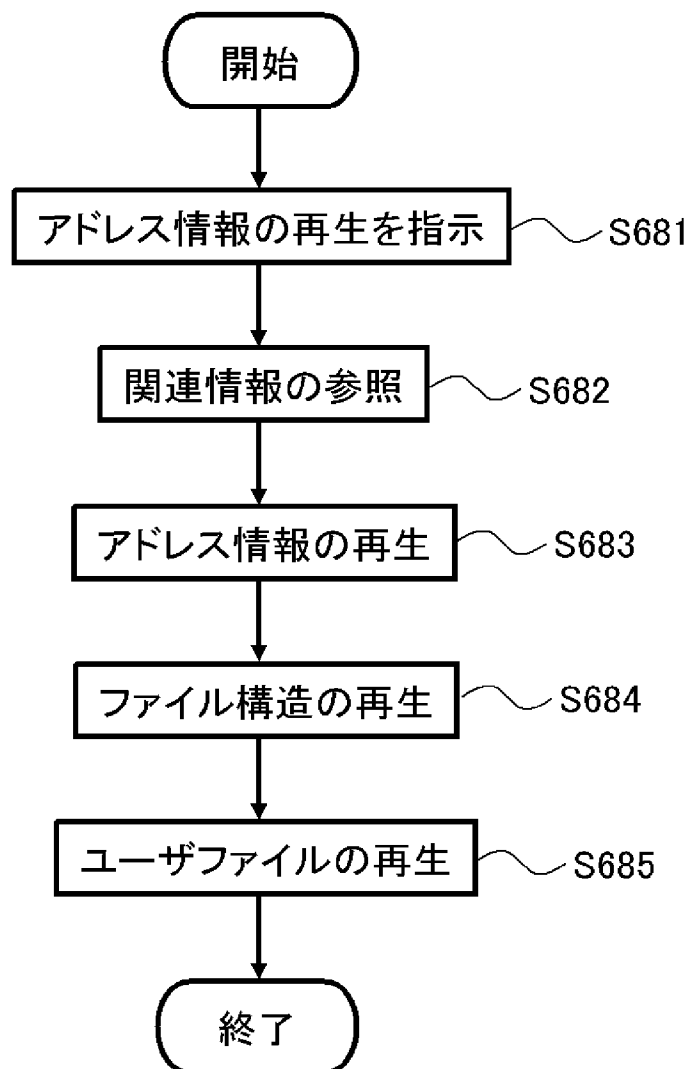 開始
アドレス情報の再生を指示
S681
関連情報の参照
S682
アドレス情報の再生
S683
ファイル構造の再生
S684
ユーザファイルの再生
S685
終了